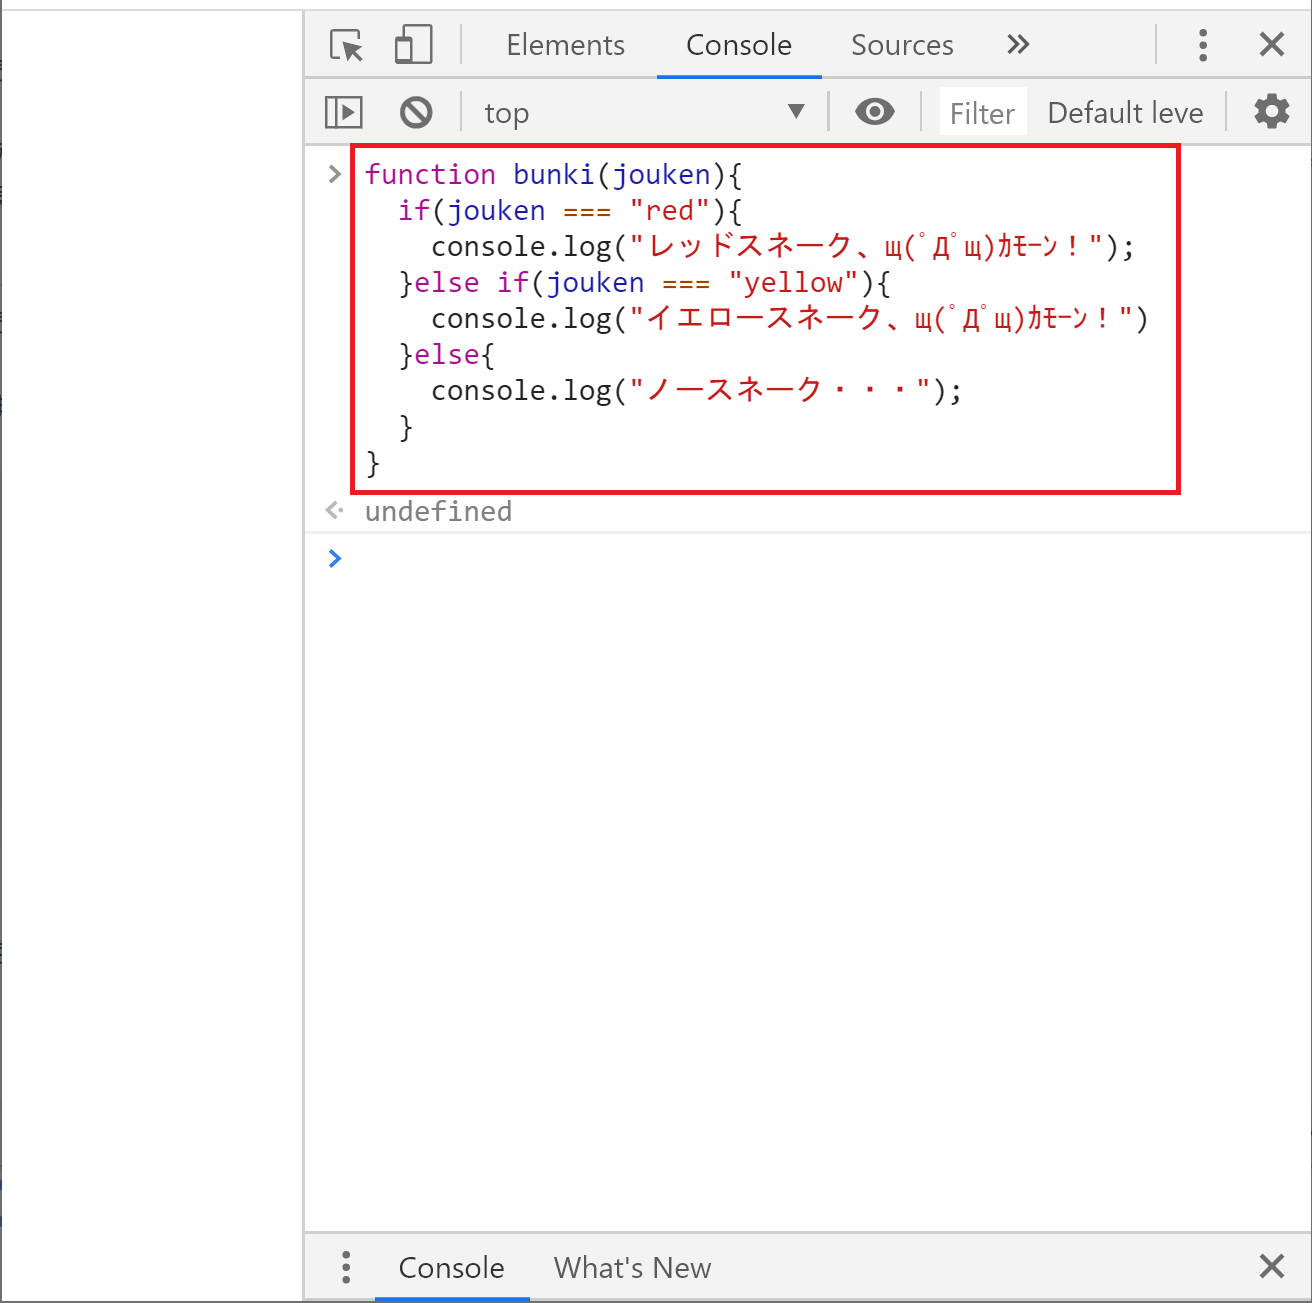 Elements Console Sources »
top ▼ Filter Default leve
> function bunki(jouken){
  if(jouken === "red"){
    console.log("レッドスネーク、щ(ﾟДﾟщ)ｶﾓｰﾝ！");
  }else if(jouken === "yellow"){
    console.log("イエロースネーク、щ(ﾟДﾟщ)ｶﾓｰﾝ！")
  }else{
    console.log("ノースネーク・・・");
  }
}
undefined
>
Console What's New